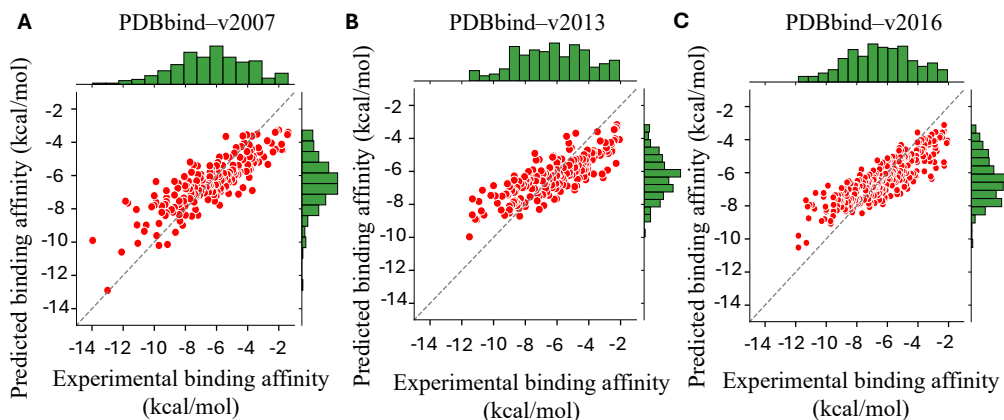 A
PDBbind–v2007
Predicted binding affinity (kcal/mol)
-2
-4
-6
-8
-10
-12
-14
-14 -12 -10 -8 -6 -4 -2
Experimental binding affinity
(kcal/mol)
B
PDBbind–v2013
Predicted binding affinity (kcal/mol)
-2
-4
-6
-8
-10
-12
-14
-14 -12 -10 -8 -6 -4 -2
Experimental binding affinity
(kcal/mol)
C
PDBbind–v2016
Predicted binding affinity (kcal/mol)
-2
-4
-6
-8
-10
-12
-14
-14 -12 -10 -8 -6 -4 -2
Experimental binding affinity
(kcal/mol)